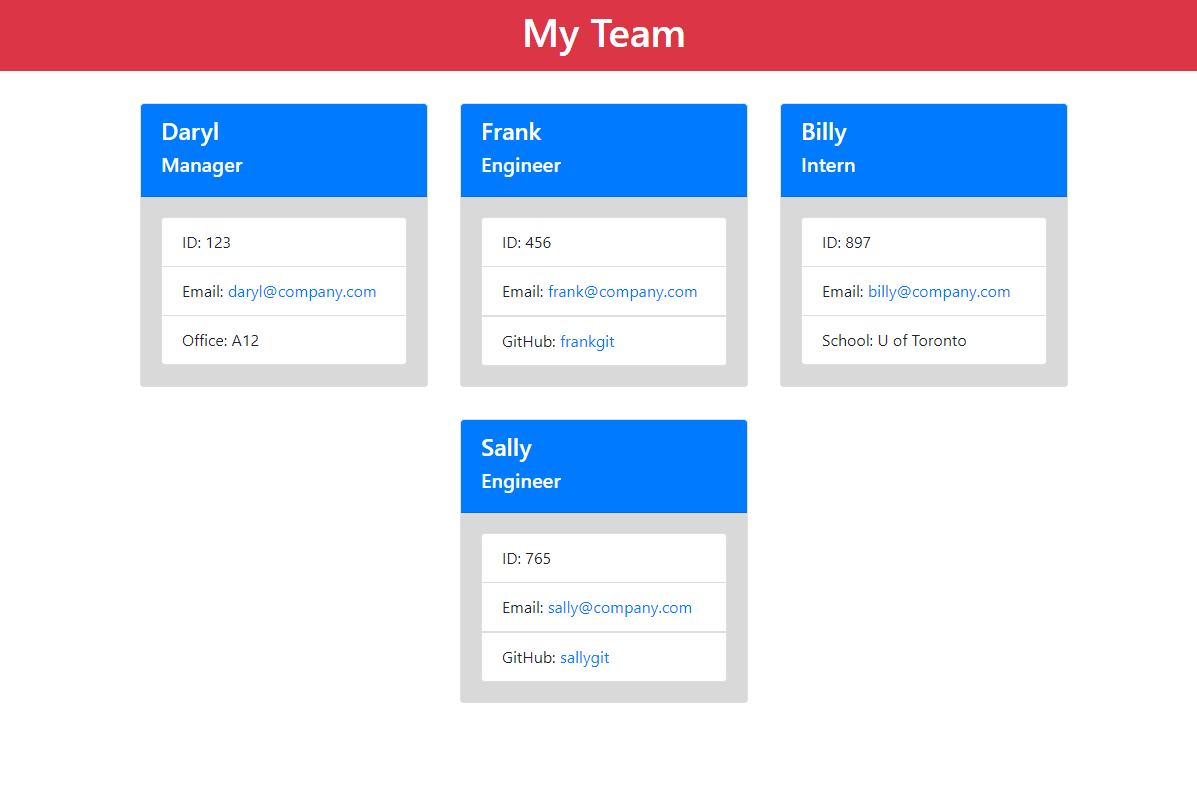 My Team
Daryl
Manager
ID: 123
Email: daryl@company.com
Office: A12
Frank
Engineer
ID: 456
Email: frank@company.com
GitHub: frankgit
Billy
Intern
ID: 897
Email: billy@company.com
School: U of Toronto
Sally
Engineer
ID: 765
Email: sally@company.com
GitHub: sallygit